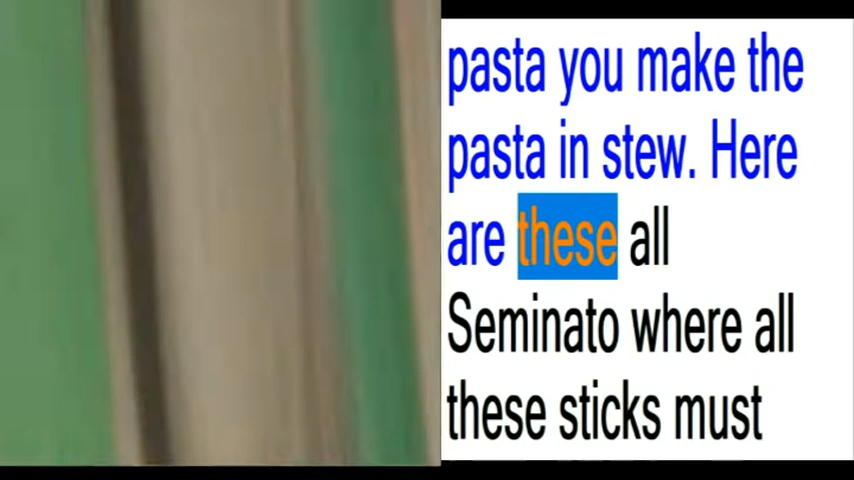 pasta you make the
pasta in stew. Here
are these all
Seminato where all
these sticks must